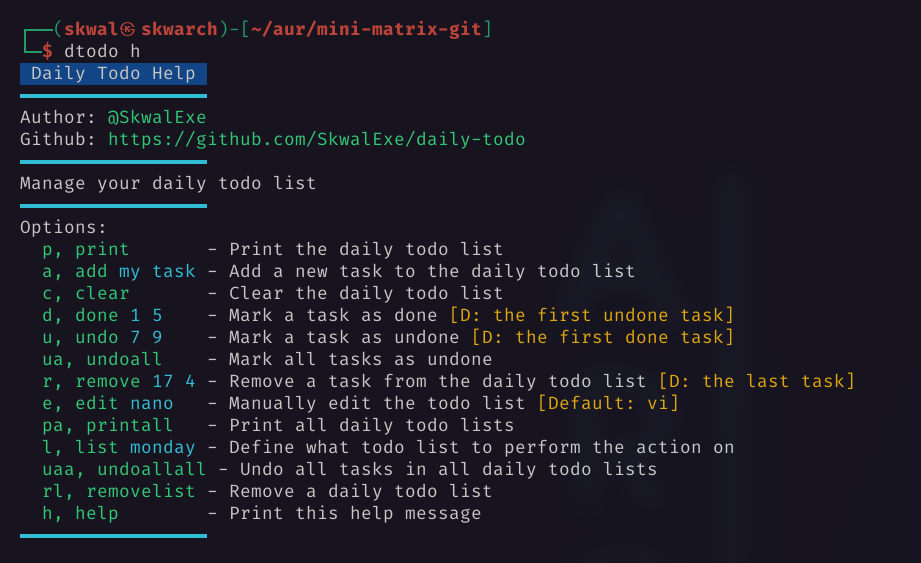 ┌──(skwal㉿skwarch)-[~/aur/mini-matrix-git]
└─$ dtodo h
Daily Todo Help
Author: @SkwalExe
Github: https://github.com/SkwalExe/daily-todo
Manage your daily todo list
Options:
p, print - Print the daily todo list
a, add my task - Add a new task to the daily todo list
c, clear - Clear the daily todo list
d, done 1 5 - Mark a task as done [D: the first undone task]
u, undo 7 9 - Mark a task as undone [D: the first done task]
ua, undoall - Mark all tasks as undone
r, remove 17 4 - Remove a task from the daily todo list [D: the last task]
e, edit nano - Manually edit the todo list [Default: vi]
pa, printall - Print all daily todo lists
l, list monday - Define what todo list to perform the action on
uaa, undoallall - Undo all tasks in all daily todo lists
rl, removelist - Remove a daily todo list
h, help - Print this help message